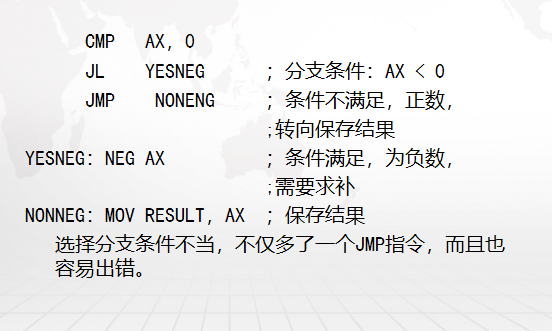 CMP AX, 0
JL YESNEG ; 分支条件: AX < 0
JMP NONENG ; 条件不满足, 正数,
;转向保存结果
YESNEG: NEG AX ; 条件满足, 为负数,
;需要求补
NONNEG: MOV RESULT, AX ; 保存结果
选择分支条件不当, 不仅多了一个JMP指令, 而且也
容易出错。